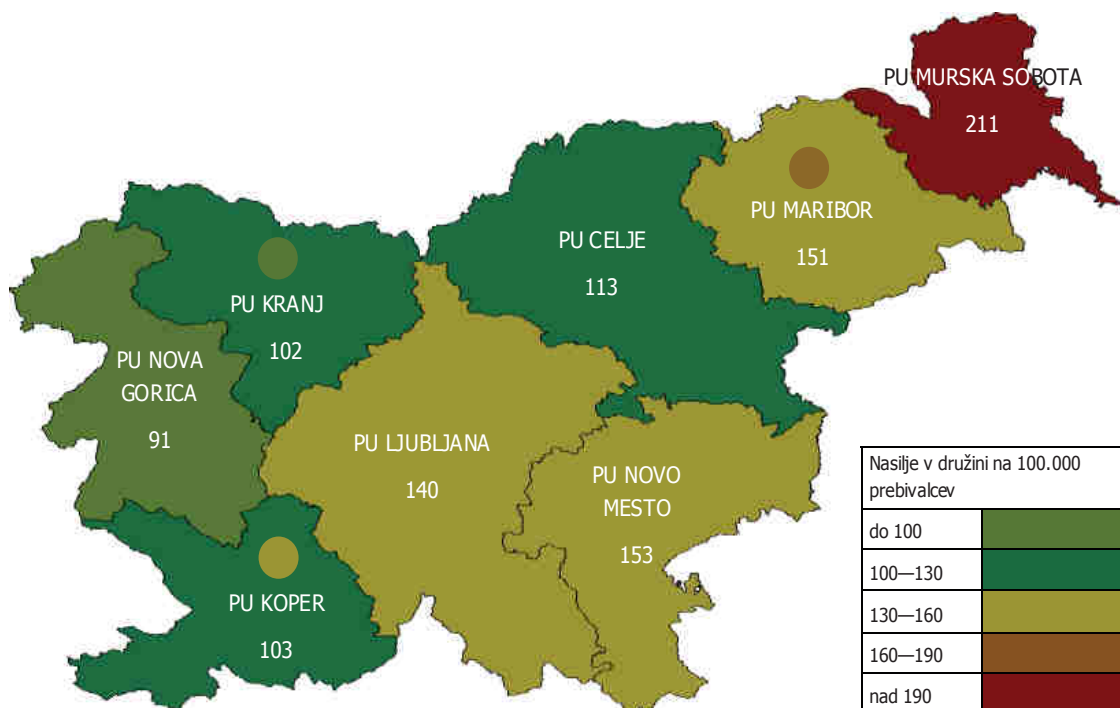 PU MURSKA SOBOTA
211
PU MARIBOR
151
PU CELJE
113
PU KRANJ
102
PU NOVA
GORICA
91
PU LJUBLJANA
140
PU NOVO
MESTO
153
PU KOPER
103
Nasilje v družini na 100.000
prebivalcev
do 100
100—130
130—160
160—190
nad 190